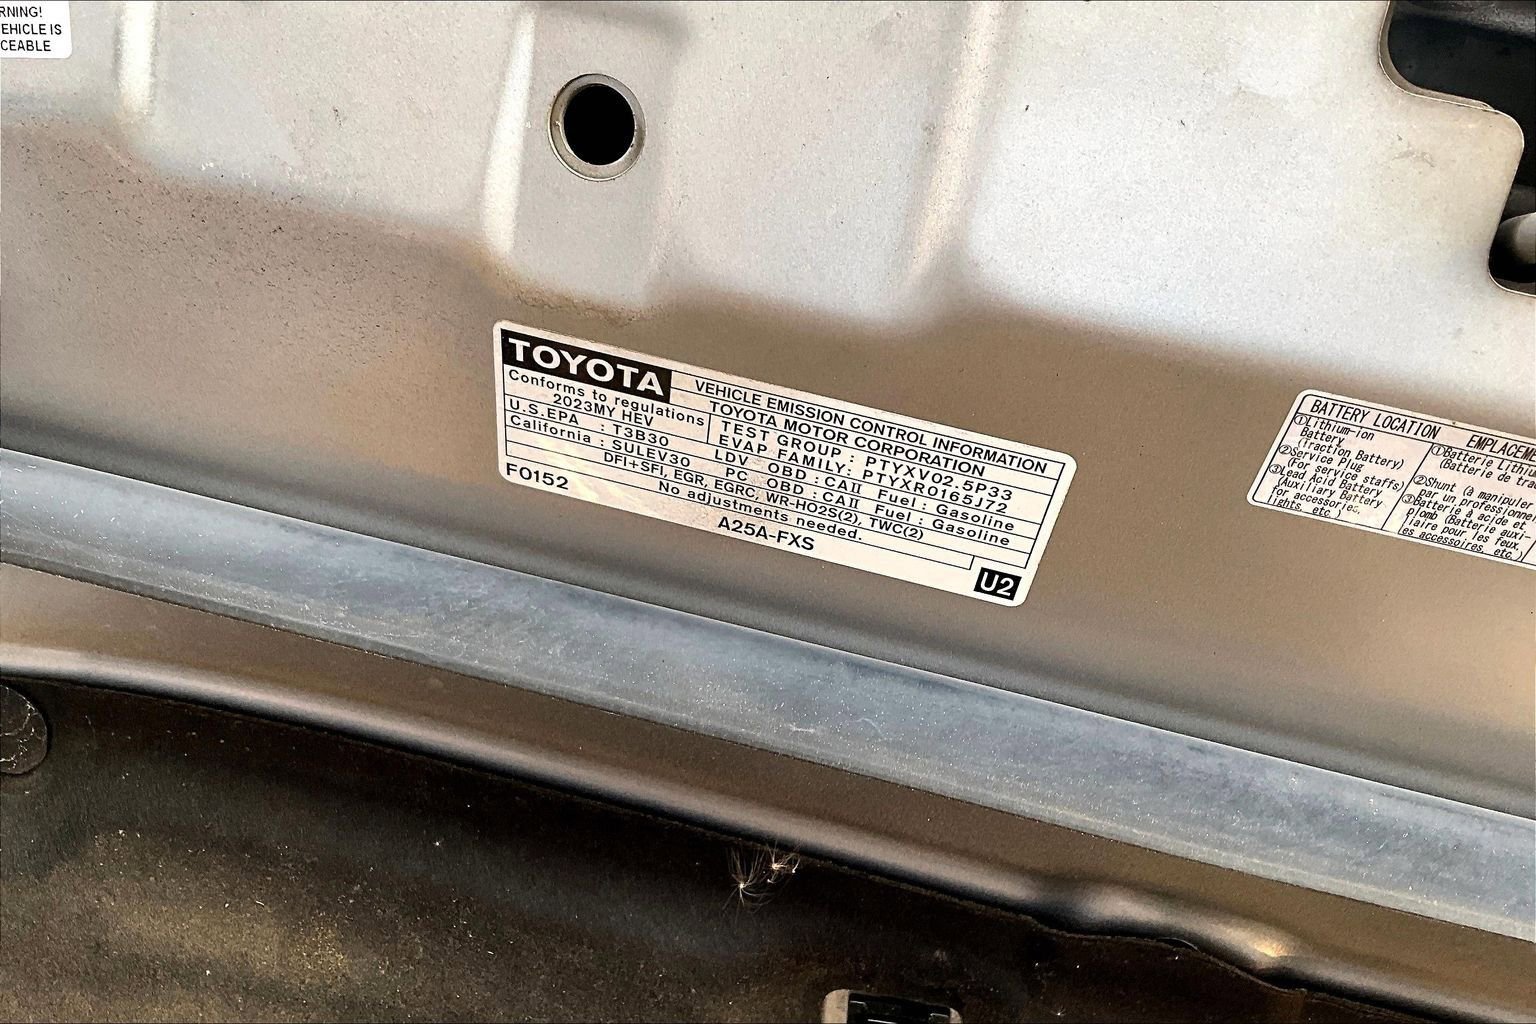 RNING!
EHICLE IS
CEABLE
TOYOTA
VEHICLE EMISSION CONTROL INFORMATION
Conforms to regulations
TOYOTA MOTOR CORPORATION
2023MY HEV
TEST GROUP : PTYXV02.5P33
U.S.EPA : T3B30
EVAP FAMILY: PTYXR0165J72
California : SULEV30
LDV OBD : CAII Fuel : Gasoline
PC OBD : CAII Fuel : Gasoline
DFI+SFI, EGR, EGRC, WR-HO2S(2), TWC(2)
No adjustments needed.
F0152
A25A-FXS
U2
BATTERY LOCATION
EMPLACEME
①Lithium-ion
Battery
(Traction Battery)
②Service Plug
(For service staffs)
③Lead Acid Battery
(Auxiliary Battery
for accessories,
lights, etc.)
①Batterie Lithi
(Batterie de tra
②Shunt (à manipuler
par un professionne
③Batterie à acide et
plomb (Batterie auxi-
liaire pour les feux,
les accessoires, etc.)